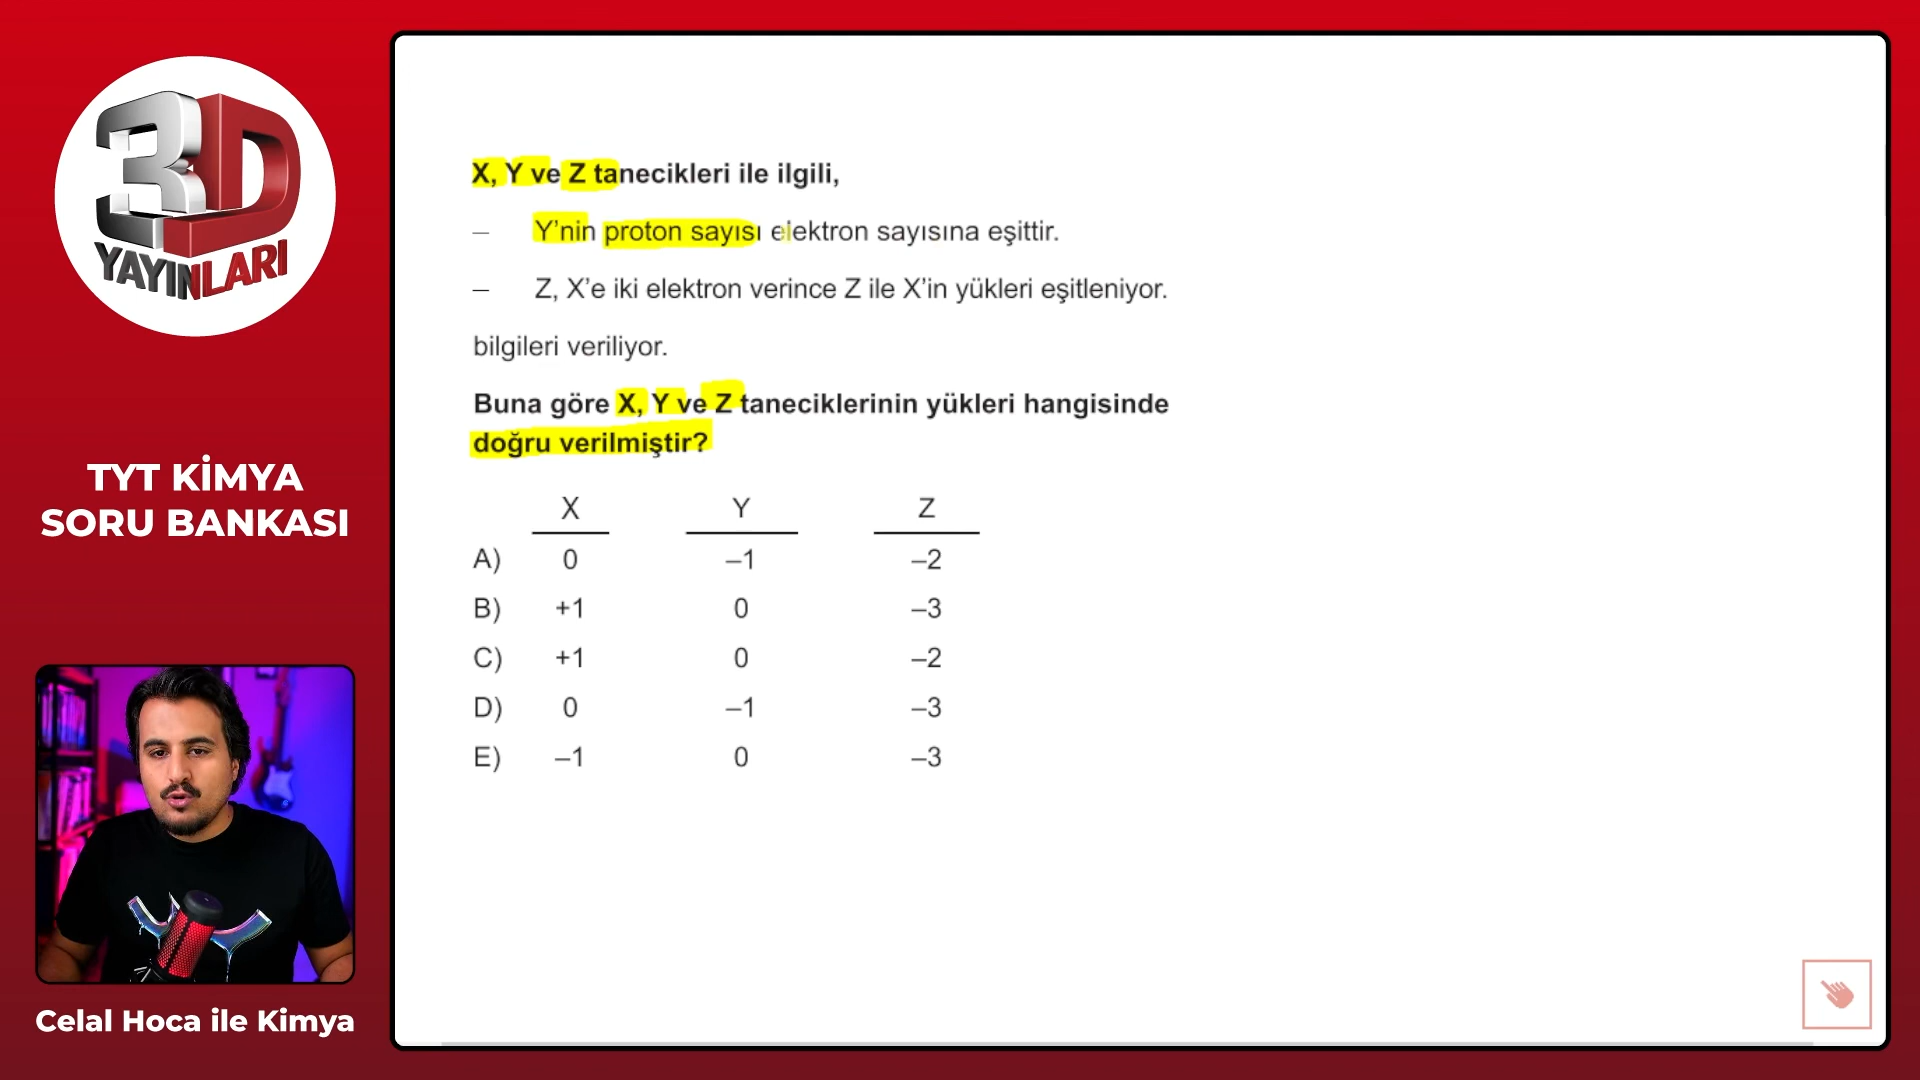 3D
YAYINLARI
TYT KİMYA
SORU BANKASI
Celal Hoca ile Kimya
X, Y ve Z tanecikleri ile ilgili,
– Y’nin proton sayısı elektron sayısına eşittir.
– Z, X’e iki elektron verince Z ile X’in yükleri eşitleniyor.
bilgileri veriliyor.
Buna göre X, Y ve Z taneciklerinin yükleri hangisinde
doğru verilmiştir?
X Y Z
A) 0 –1 –2
B) +1 0 –3
C) +1 0 –2
D) 0 –1 –3
E) –1 0 –3